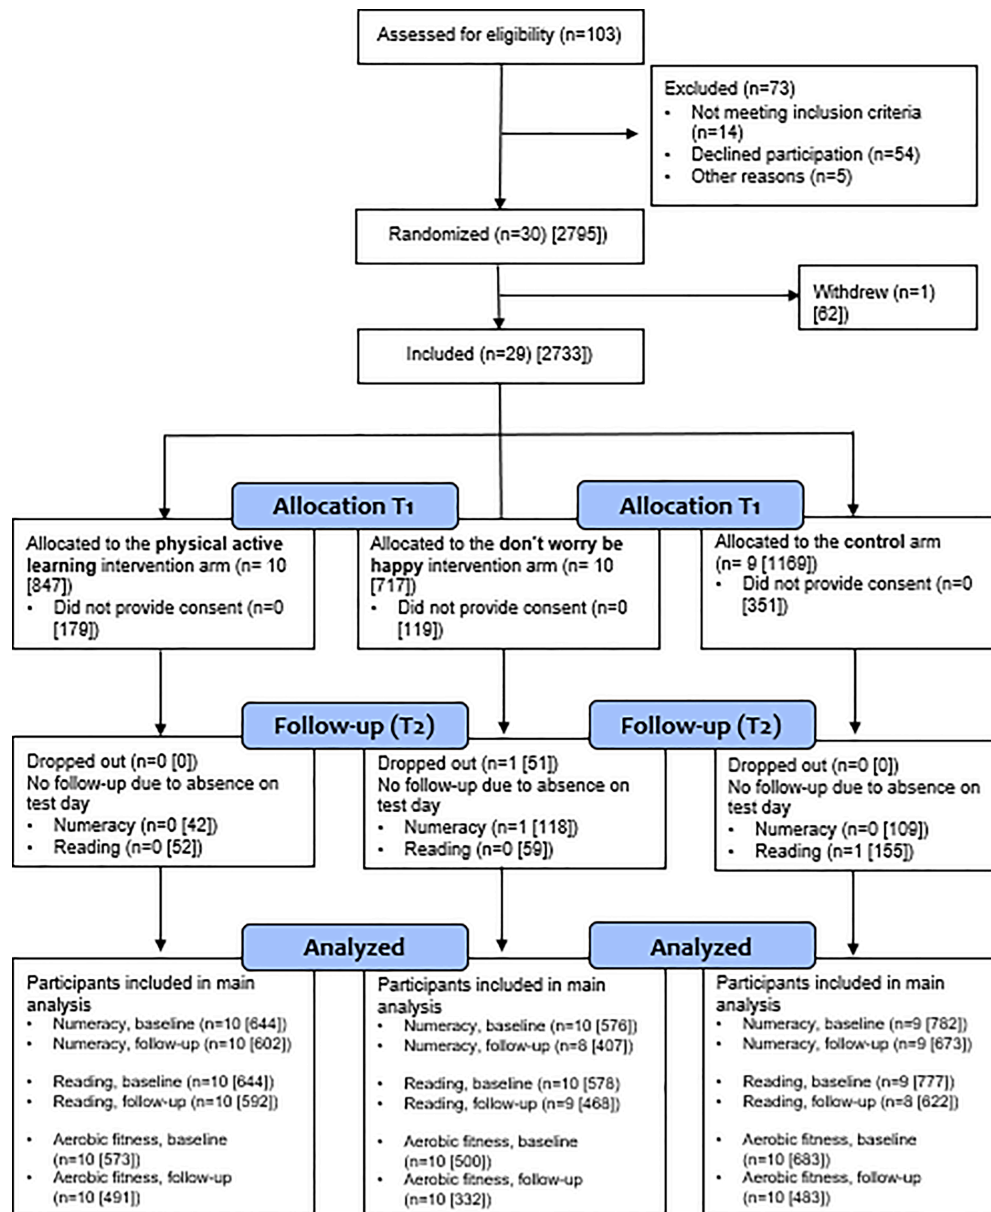 Assessed for eligibility (n=103)
Excluded (n=73)
• Not meeting inclusion criteria
(n=14)
• Declined participation (n=54)
• Other reasons (n=5)
Randomized (n=30) [2795])
Withdrew (n=1)
[62])
Included (n=29) [2733])
Allocation T1
Allocation T1
Allocated to the physical active
learning intervention arm (n= 10
[847])
• Did not provide consent (n=0
[179])
Allocated to the don't worry be
happy intervention arm (n= 10
[717])
• Did not provide consent (n=0
[119])
Allocated to the control arm
(n= 9 [1169])
• Did not provide consent (n=0
[351])
Follow-up (T2)
Follow-up (T2)
Dropped out (n=0 [0])
No follow-up due to absence on
test day
• Numeracy (n=0 [42])
• Reading (n=0 [52])
Dropped out (n=1 [51])
No follow-up due to absence on
test day
• Numeracy (n=1 [118])
• Reading (n=0 [59])
Dropped out (n=0 [0])
No follow-up due to absence on
test day
• Numeracy (n=0 [109])
• Reading (n=1 [155])
Analyzed
Analyzed
Participants included in main
analysis
• Numeracy, baseline (n=10 [644])
• Numeracy, follow-up (n=10 [602])
• Reading, baseline (n=10 [644])
• Reading, follow-up (n=10 [592])
• Aerobic fitness, baseline
(n=10 [573])
• Aerobic fitness, follow-up
(n=10 [491])
Participants included in main
analysis
• Numeracy, baseline (n=10 [576])
• Numeracy, follow-up (n=8 [407])
• Reading, baseline (n=10 [578)
• Reading, follow-up (n=9 [468])
• Aerobic fitness, baseline
(n=10 [500])
• Aerobic fitness, follow-up
(n=10 [332])
Participants included in main
analysis
• Numeracy, baseline (n=9 [782])
• Numeracy, follow-up (n=9 [673])
• Reading, baseline (n=9 [777])
• Reading, follow-up (n=8 [622])
• Aerobic fitness, baseline
(n=10 [683])
• Aerobic fitness, follow-up
(n=10 [483])